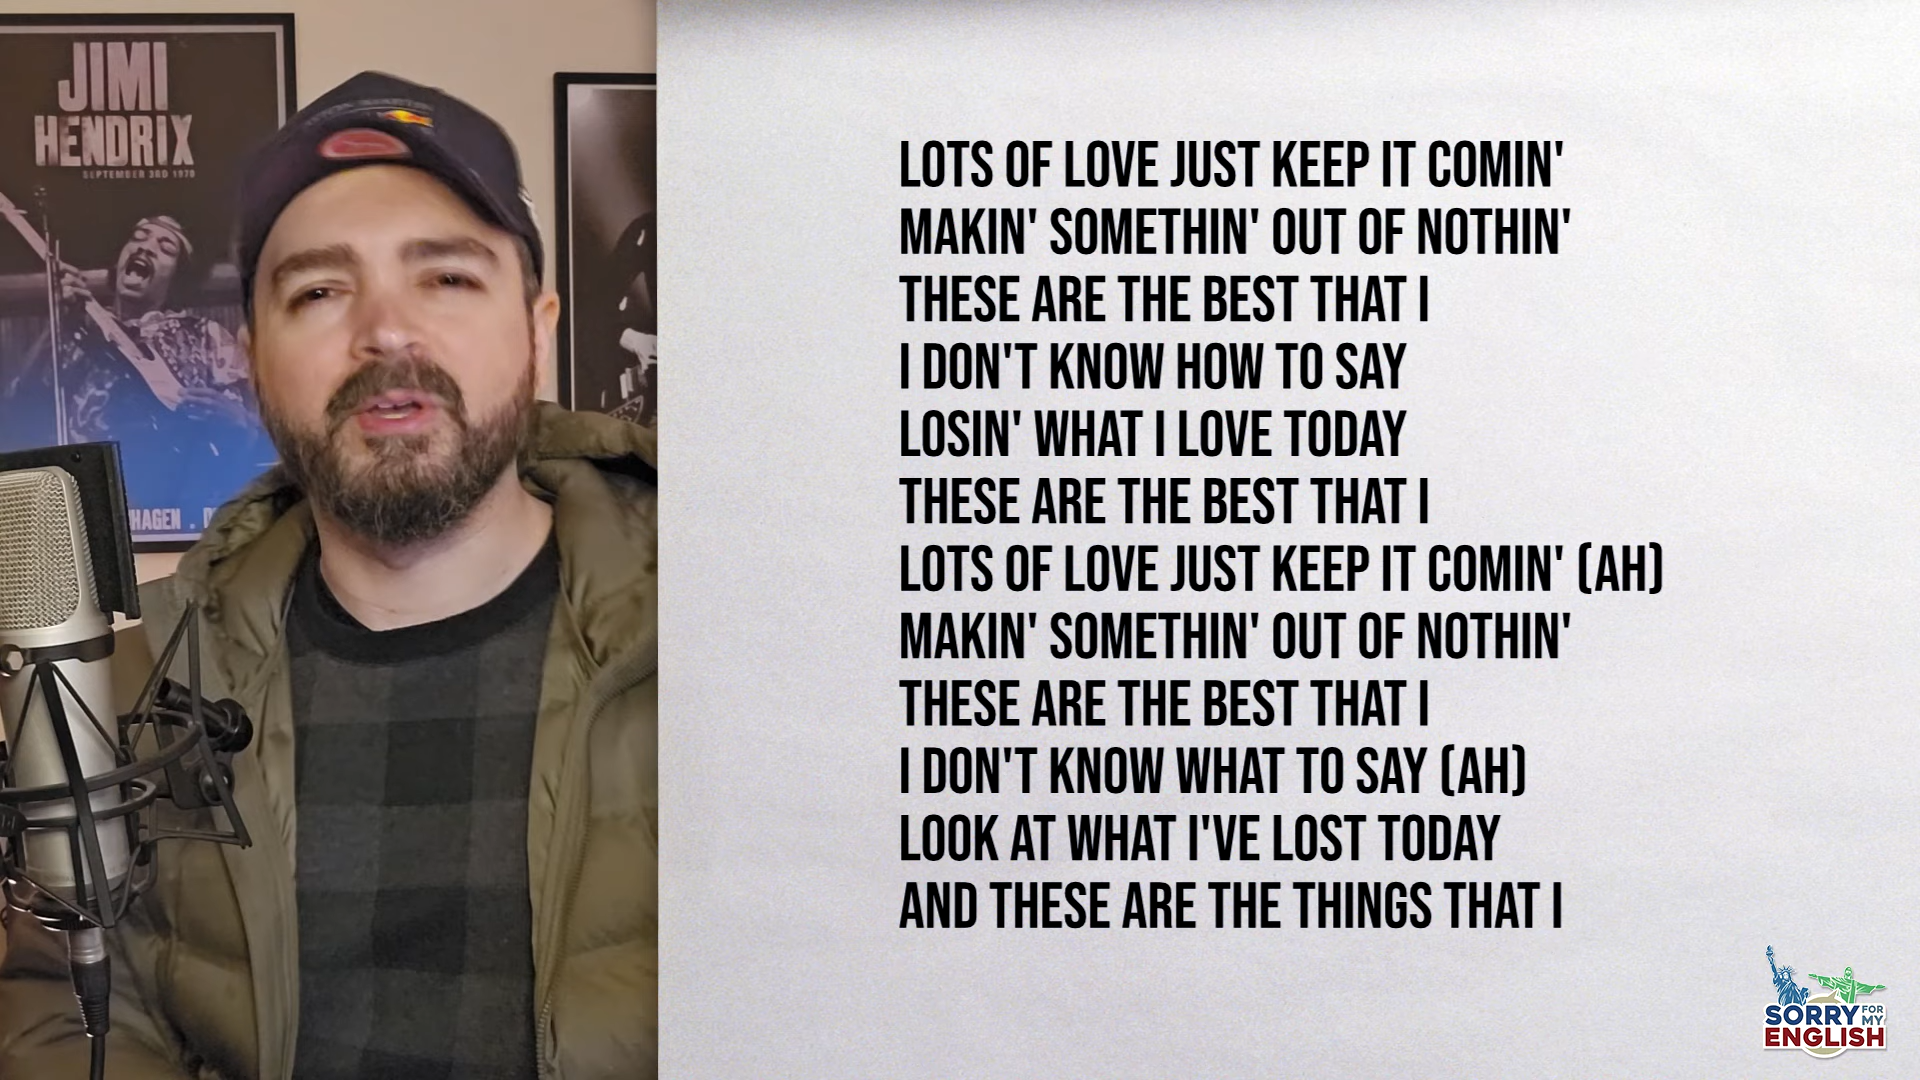 JIMI
HENDRIX
SEPTEMBER 3RD 1970
HAGEN . D
LOTS OF LOVE JUST KEEP IT COMIN'
MAKIN' SOMETHIN' OUT OF NOTHIN'
THESE ARE THE BEST THAT I
I DON'T KNOW HOW TO SAY
LOSIN' WHAT I LOVE TODAY
THESE ARE THE BEST THAT I
LOTS OF LOVE JUST KEEP IT COMIN' (AH)
MAKIN' SOMETHIN' OUT OF NOTHIN'
THESE ARE THE BEST THAT I
I DON'T KNOW WHAT TO SAY (AH)
LOOK AT WHAT I'VE LOST TODAY
AND THESE ARE THE THINGS THAT I
SORRY FOR MY
ENGLISH